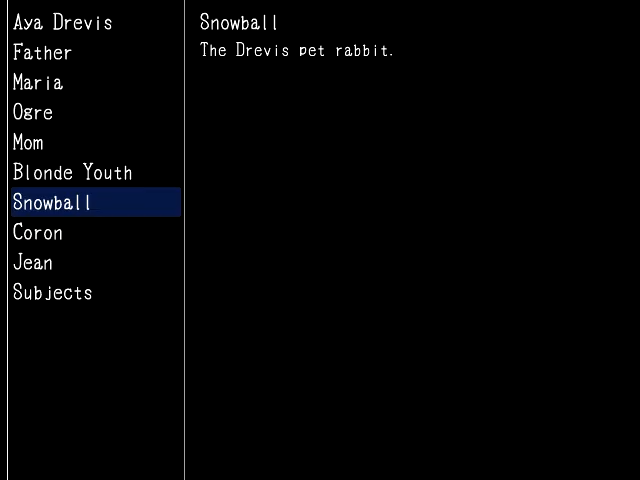 Aya Drevis
Father
Maria
Ogre
Mom
Blonde Youth
Snowball
Coron
Jean
Subjects
Snowball
The Drevis pet rabbit.